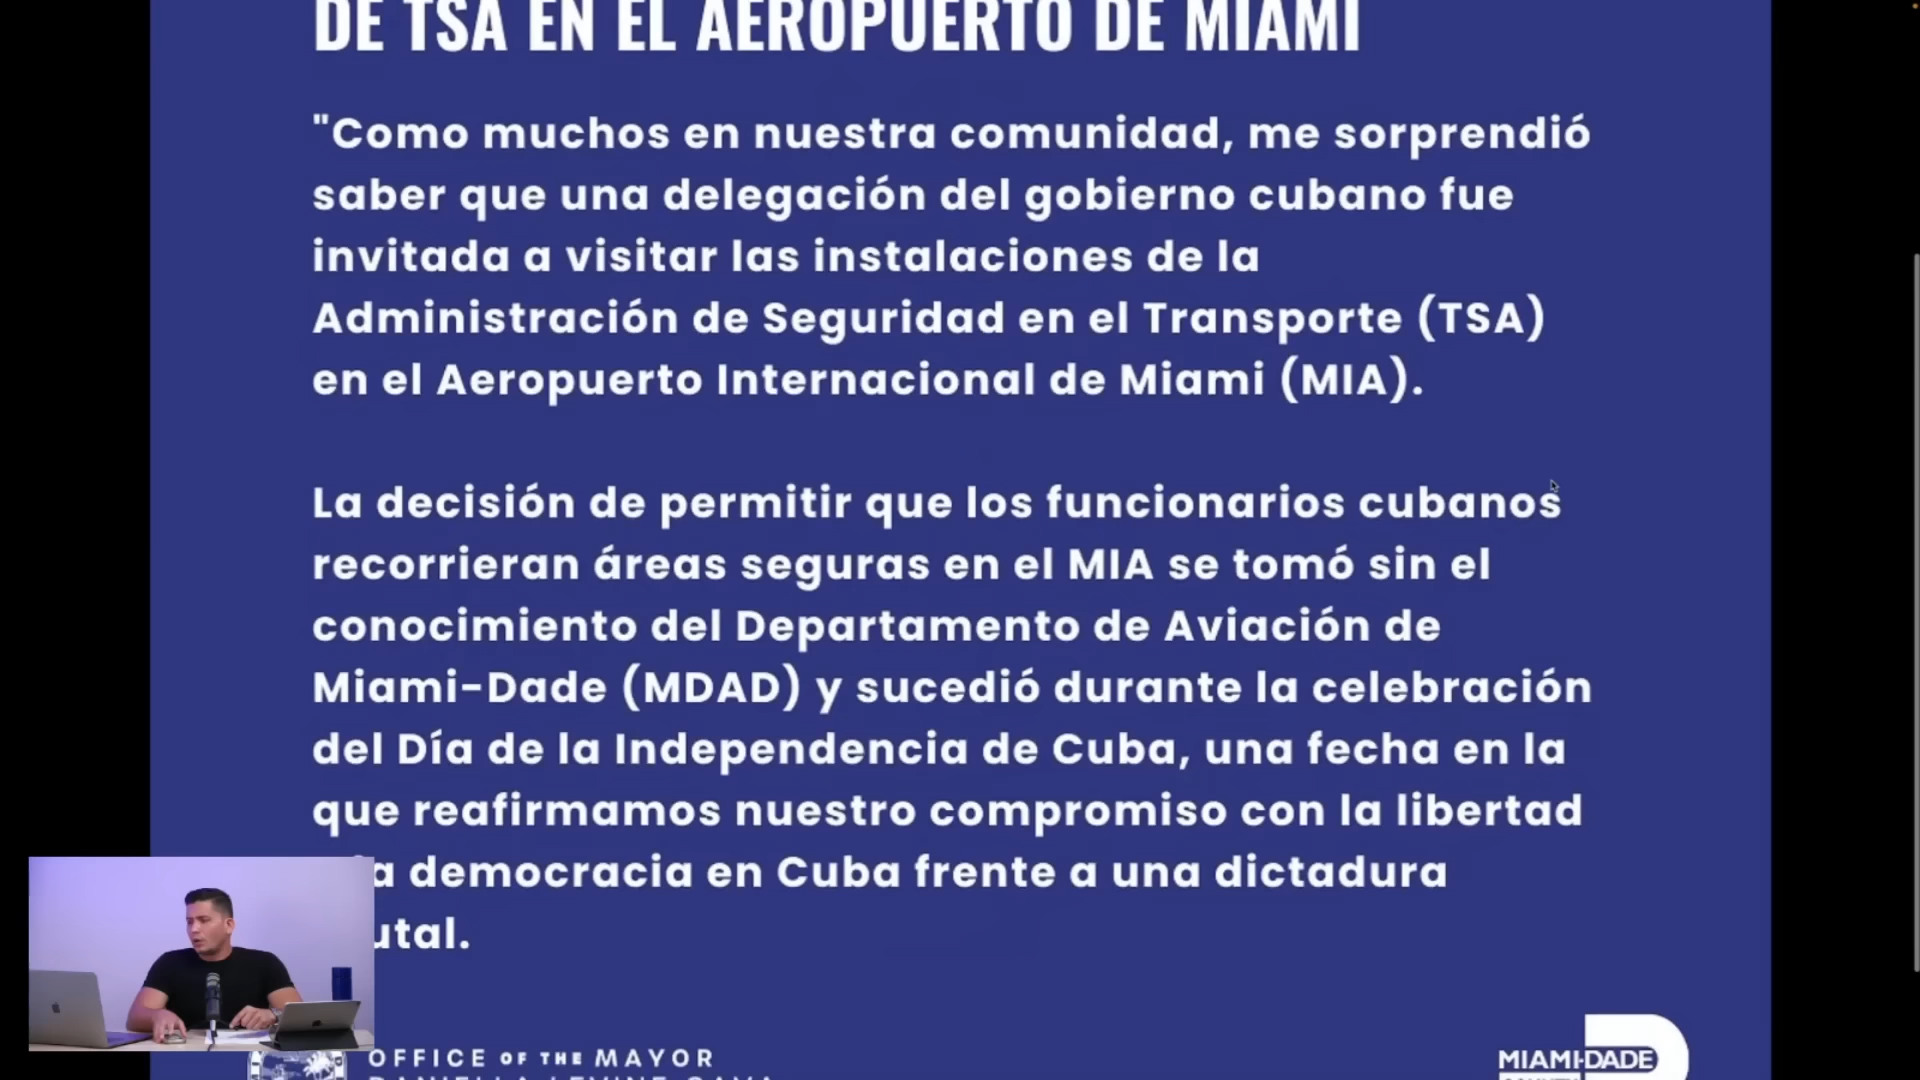 DE TSA EN EL AEROPUERTO DE MIAMI
"Como muchos en nuestra comunidad, me sorprendió
saber que una delegación del gobierno cubano fue
invitada a visitar las instalaciones de la
Administración de Seguridad en el Transporte (TSA)
en el Aeropuerto Internacional de Miami (MIA).
La decisión de permitir que los funcionarios cubanos
recorrieran áreas seguras en el MIA se tomó sin el
conocimiento del Departamento de Aviación de
Miami-Dade (MDAD) y sucedió durante la celebración
del Día de la Independencia de Cuba, una fecha en la
que reafirmamos nuestro compromiso con la libertad
democracia en Cuba frente a una dictadura
utal.
OFFICE OF THE MAYOR
MIAMI-DADE